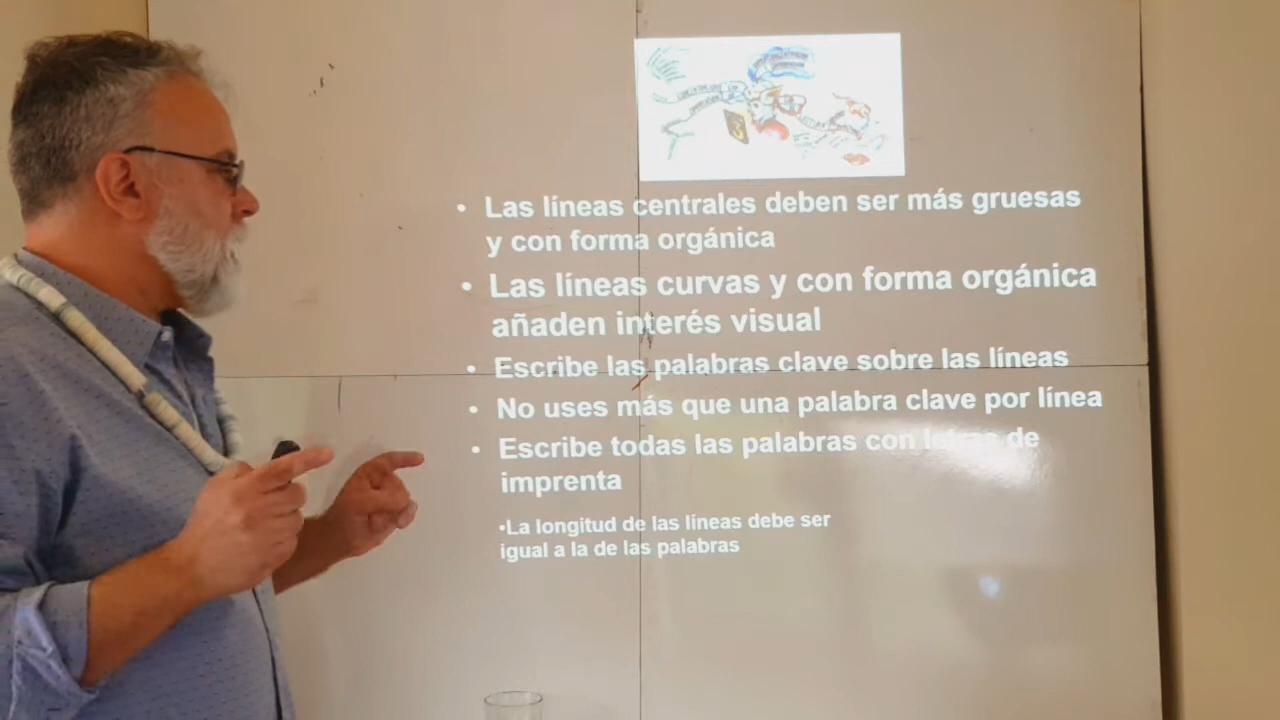 • Las líneas centrales deben ser más gruesas
y con forma orgánica
• Las líneas curvas y con forma orgánica
añaden interés visual
• Escribe las palabras clave sobre las líneas
• No uses más que una palabra clave por línea
• Escribe todas las palabras con letras de
imprenta
•La longitud de las líneas debe ser
igual a la de las palabras